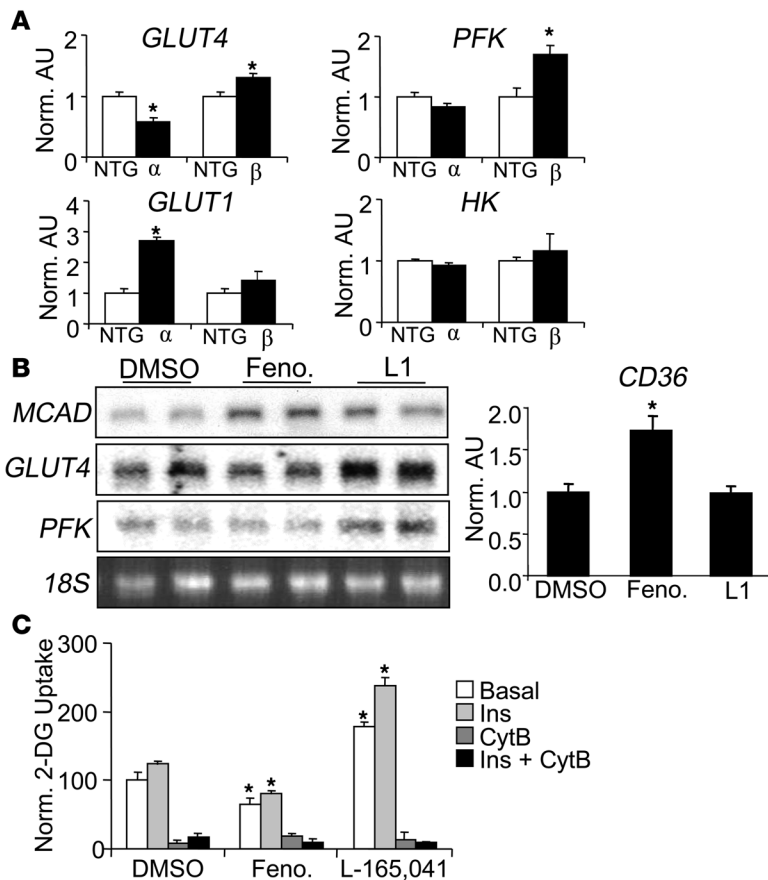 A
GLUT4
Norm. AU
2
1
0
*
*
NTG α
NTG β
PFK
Norm. AU
2
1
0
*
NTG α
NTG β
GLUT1
Norm. AU
4
3
2
1
0
*
NTG α
NTG β
HK
Norm. AU
2
1
0
NTG α
NTG β
B
DMSO Feno. L1
MCAD
GLUT4
PFK
18S
CD36
Norm. AU
2.0
1.5
1.0
0.5
0.0
*
DMSO Feno. L1
C
Norm. 2-DG Uptake
300
200
100
0
* *
* *
DMSO Feno. L-165,041
Basal
Ins
CytB
Ins + CytB